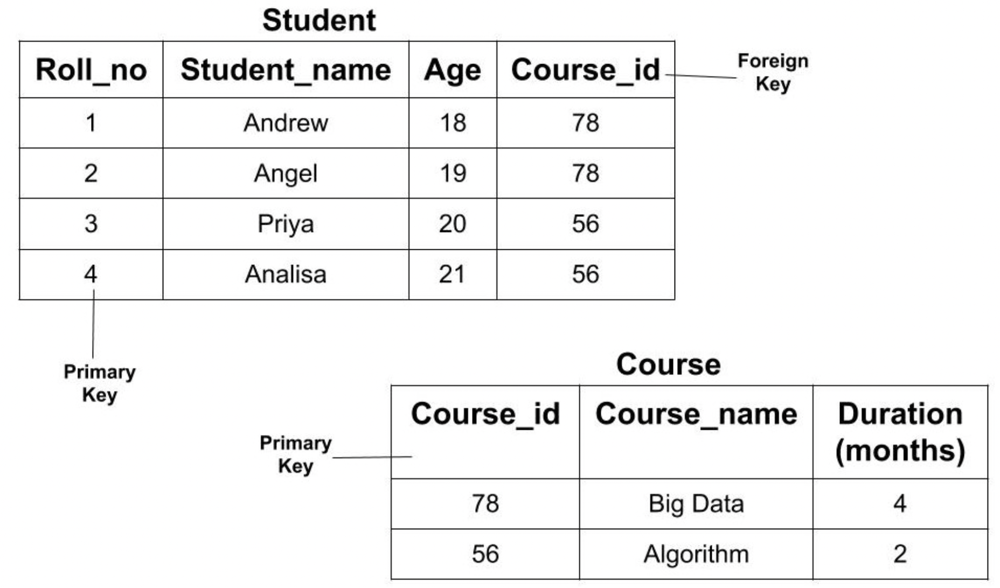 Student
Roll_no Student_name Age Course_id
Foreign
Key
1 Andrew 18 78
2 Angel 19 78
3 Priya 20 56
4 Analisa 21 56
Primary
Key
Course
Course_id Course_name Duration
(months)
Primary
Key
78 Big Data 4
56 Algorithm 2